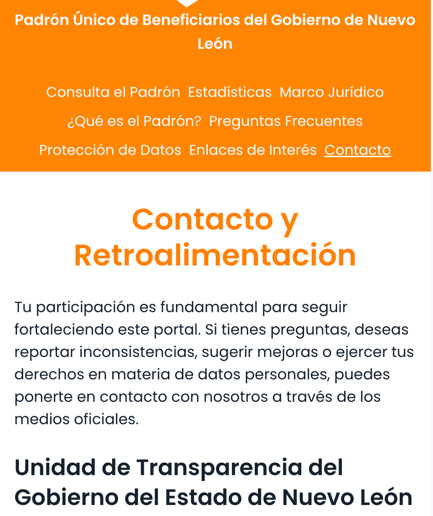 Padrón Único de Beneficiarios del Gobierno de Nuevo
León
Consulta el Padrón Estadísticas Marco Jurídico
¿Qué es el Padrón? Preguntas Frecuentes
Protección de Datos Enlaces de Interés Contacto
Contacto y
Retroalimentación
Tu participación es fundamental para seguir
fortaleciendo este portal. Si tienes preguntas, deseas
reportar inconsistencias, sugerir mejoras o ejercer tus
derechos en materia de datos personales, puedes
ponerte en contacto con nosotros a través de los
medios oficiales.
Unidad de Transparencia del
Gobierno del Estado de Nuevo León